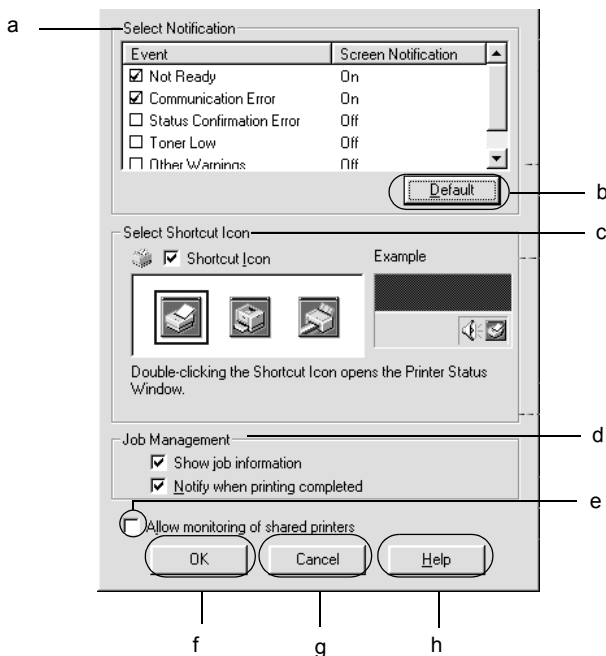 a
Select Notification
Event Screen Notification
Not Ready On
Communication Error On
Status Confirmation Error Off
Toner Low Off
Other Warnings Off
Default
b
Select Shortcut Icon
c
Shortcut Icon
Example
Double-clicking the Shortcut Icon opens the Printer Status
Window.
Job Management
d
Show job information
Notify when printing completed
e
Allow monitoring of shared printers
OK Cancel Help
f g h